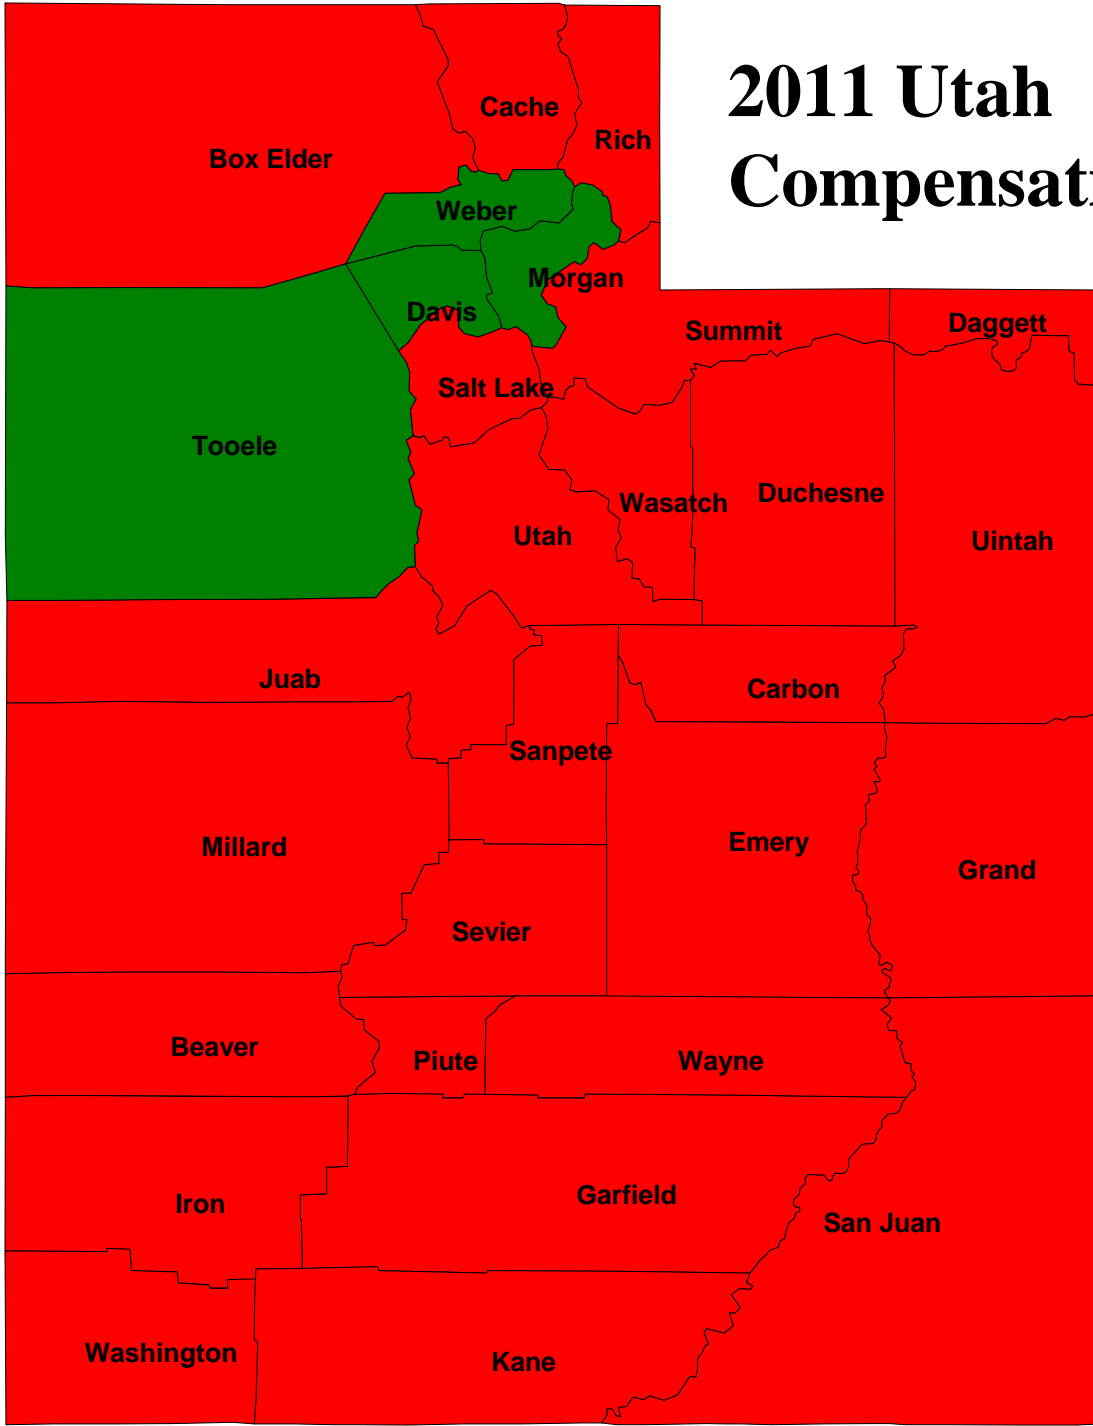 2011 Utah
Compensati
Cache
Rich
Box Elder
Weber
Morgan
Davis
Summit
Daggett
Salt Lake
Tooele
Duchesne
Wasatch
Utah
Uintah
Juab
Carbon
Sanpete
Millard
Emery
Grand
Sevier
Beaver
Piute
Wayne
Iron
Garfield
San Juan
Washington
Kane